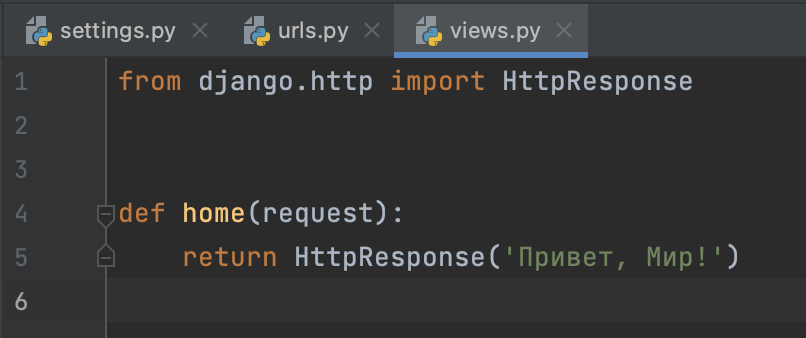 settings.py urls.py views.py
1 from django.http import HttpResponse
2
3
4 def home(request):
5     return HttpResponse('Привет, Мир!')
6